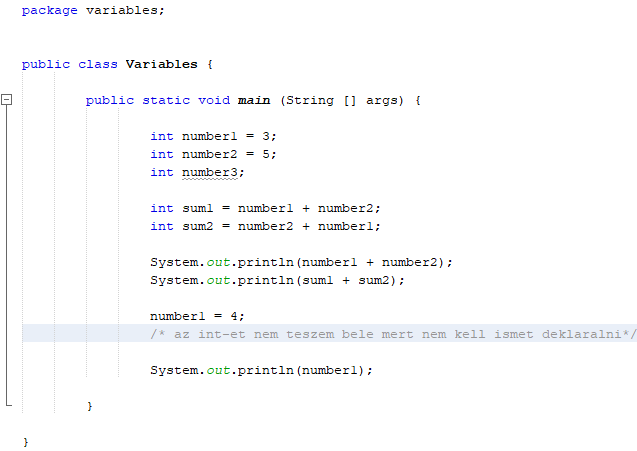 package variables;
public class Variables {
public static void main (String [] args) {
int number1 = 3;
int number2 = 5;
int number3;
int sum1 = number1 + number2;
int sum2 = number2 + number1;
System.out.println(number1 + number2);
System.out.println(sum1 + sum2);
number1 = 4;
/* az int-et nem teszem bele mert nem kell ismet deklaralni*/
System.out.println(number1);
}
}